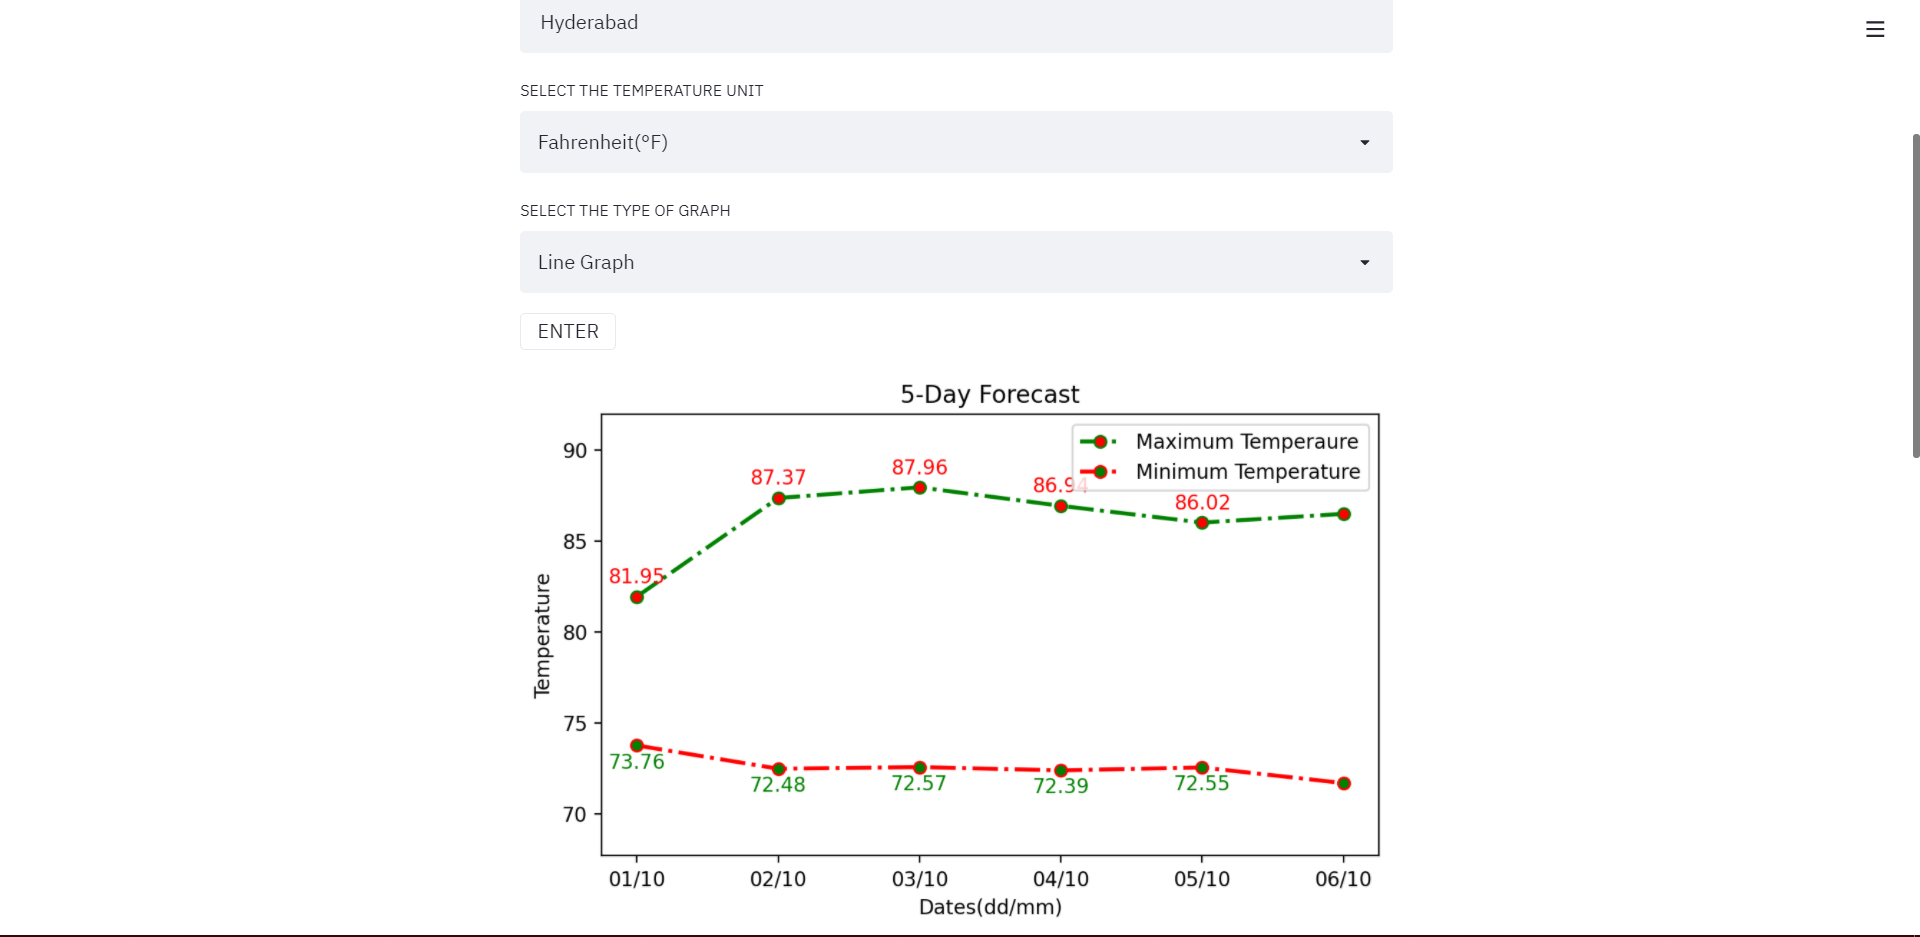 Hyderabad
SELECT THE TEMPERATURE UNIT
Fahrenheit(°F)
SELECT THE TYPE OF GRAPH
Line Graph
ENTER
5-Day Forecast
Maximum Temperaure
Minimum Temperature
90
85
80
75
70
Temperature
81.95
87.37
87.96
86.94
86.02
73.76
72.48
72.57
72.39
72.55
01/10 02/10 03/10 04/10 05/10 06/10
Dates(dd/mm)